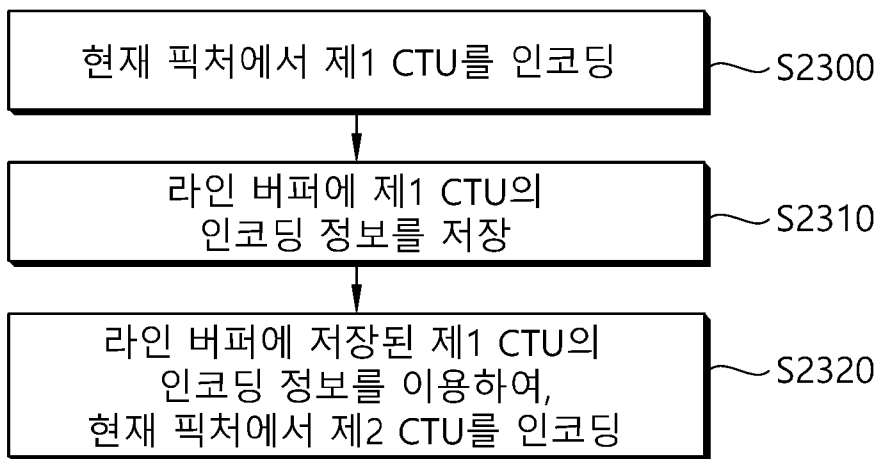 현재 픽처에서 제1 CTU를 인코딩
S2300
라인 버퍼에 제1 CTU의
인코딩 정보를 저장
S2310
라인 버퍼에 저장된 제1 CTU의
인코딩 정보를 이용하여,
현재 픽처에서 제2 CTU를 인코딩
S2320